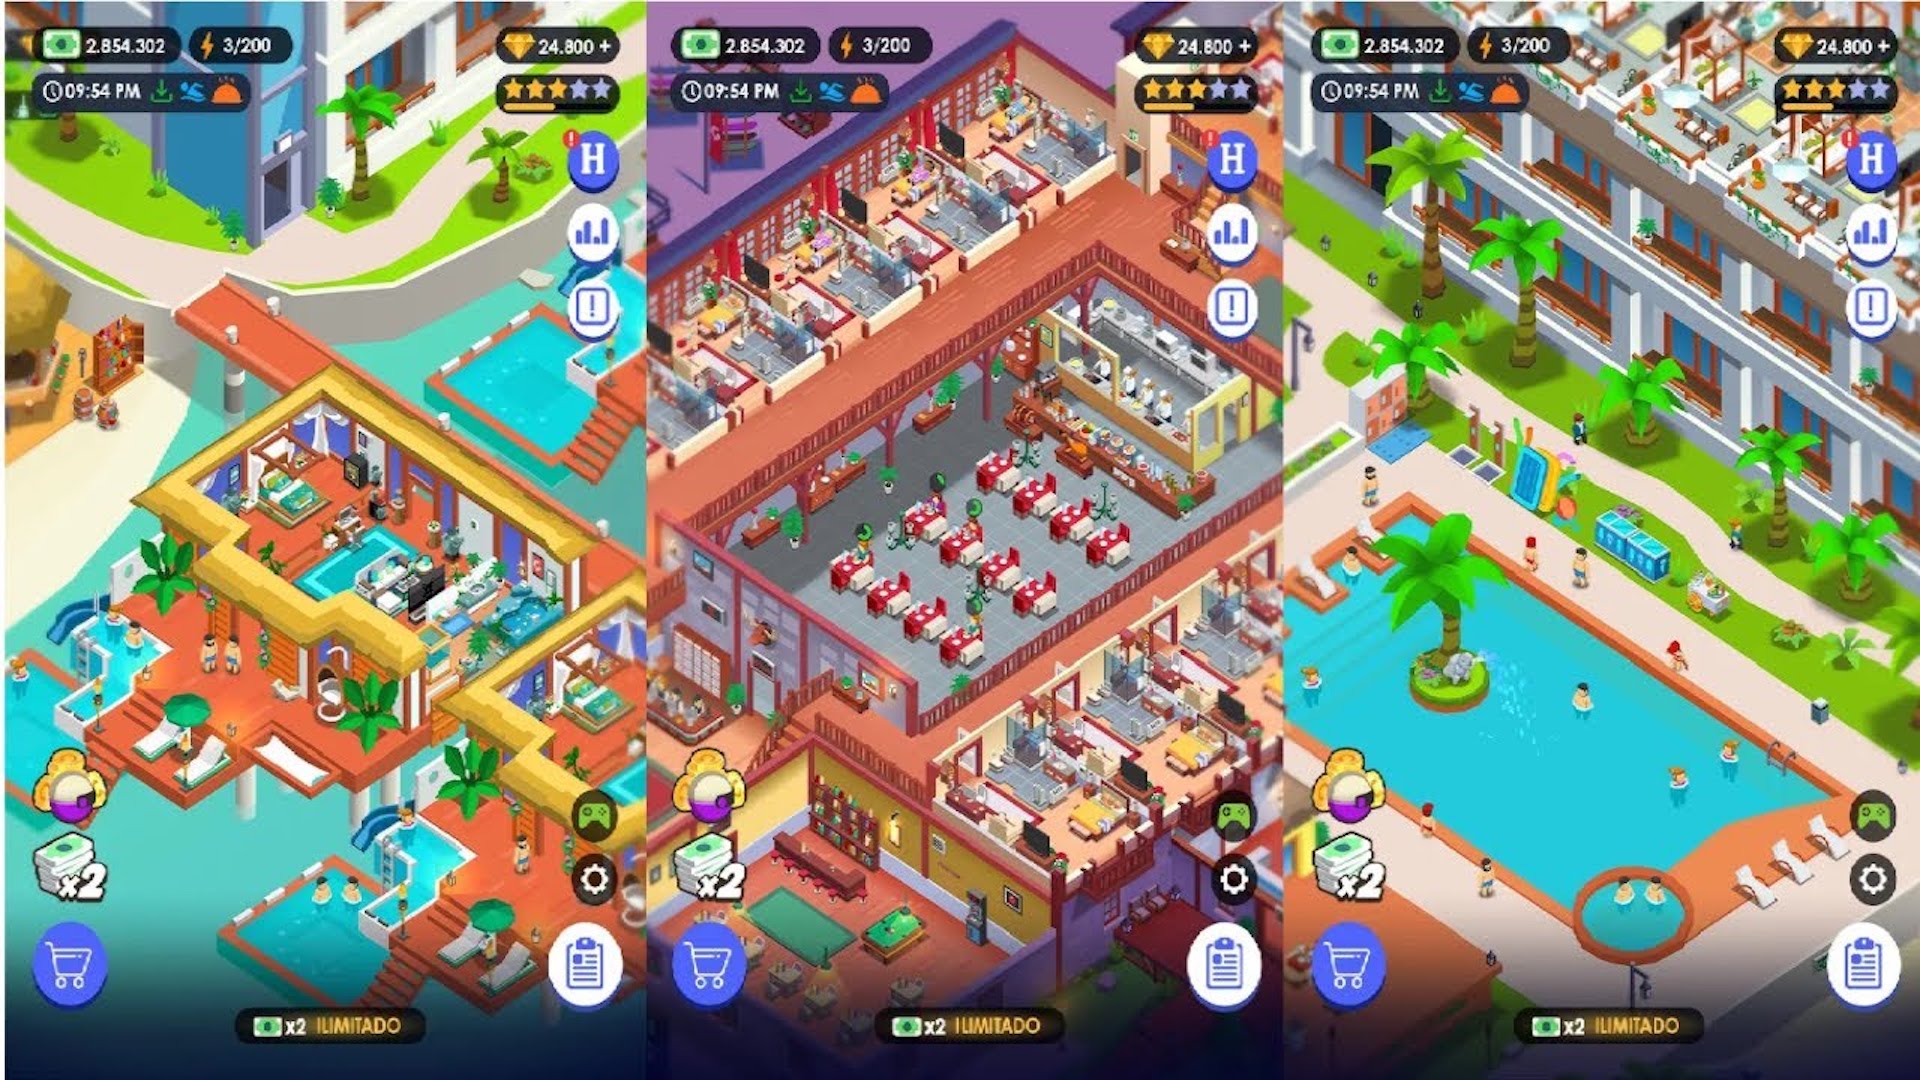 2.854.302
3/200
24.800 +
09:54 PM
H
x2
x2 ILIMITADO
2.854.302
3/200
24.800 +
09:54 PM
H
x2
x2 ILIMITADO
2.854.302
3/200
24.800 +
09:54 PM
H
x2
x2 ILIMITADO